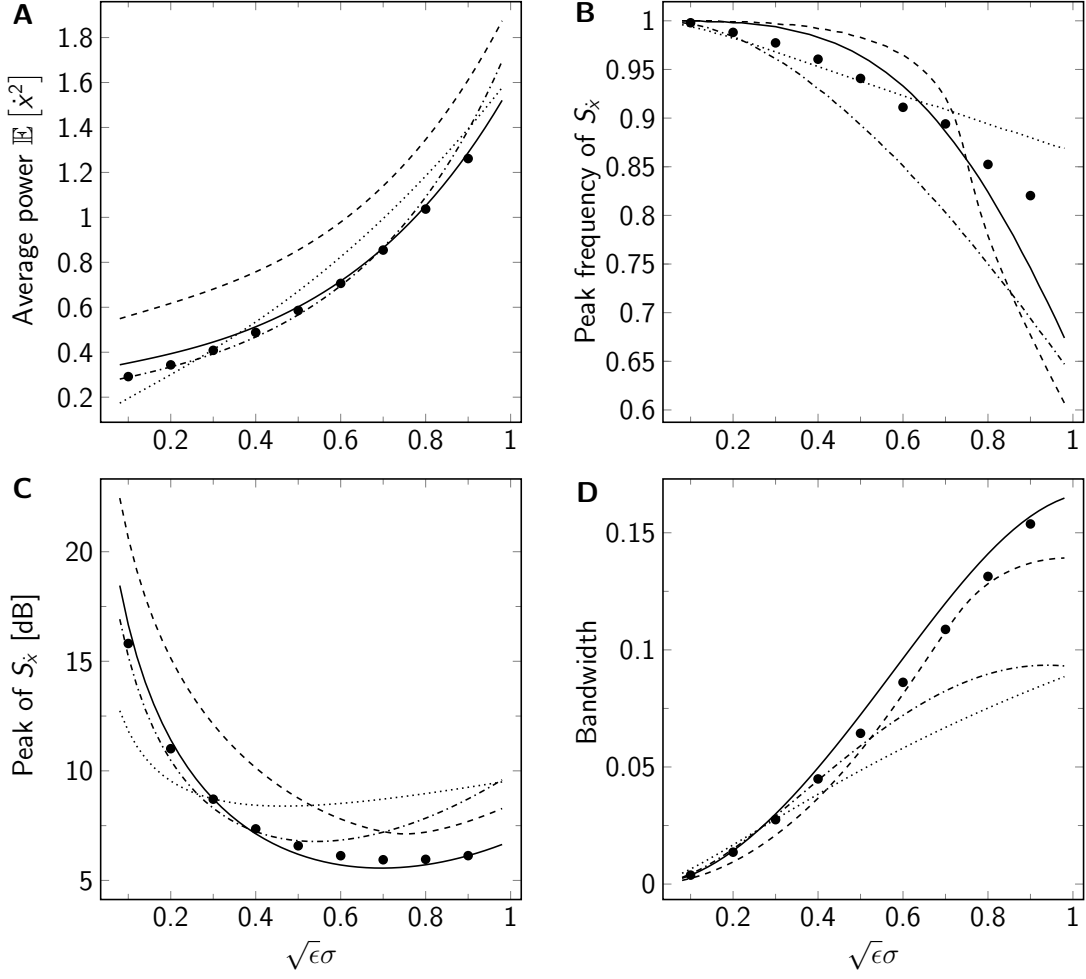 A
Average power 𝔼 [ẋ²]
1.8
1.6
1.4
1.2
1
0.8
0.6
0.4
0.2
0.2 0.4 0.6 0.8 1
B
Peak frequency of Sẋ
1
0.95
0.9
0.85
0.8
0.75
0.7
0.65
0.6
0.2 0.4 0.6 0.8 1
C
Peak of Sẋ [dB]
20
15
10
5
0.2 0.4 0.6 0.8 1
√ϵσ
D
Bandwidth
0.15
0.1
0.05
0
0.2 0.4 0.6 0.8 1
√ϵσ